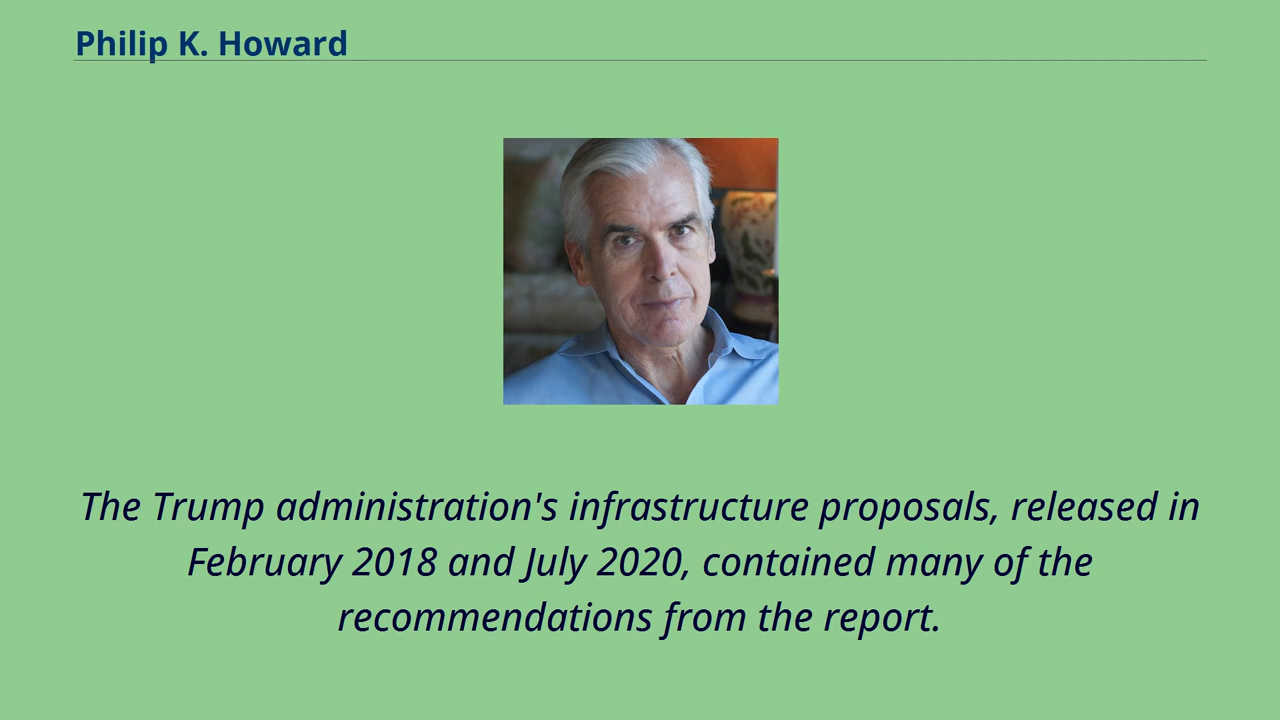 Philip K. Howard
The Trump administration's infrastructure proposals, released in
February 2018 and July 2020, contained many of the
recommendations from the report.